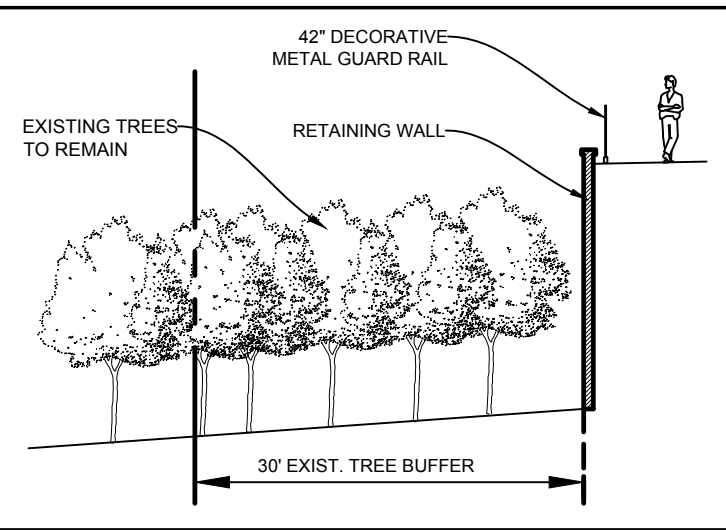 42" DECORATIVE
METAL GUARD RAIL
EXISTING TREES
TO REMAIN
RETAINING WALL
30' EXIST. TREE BUFFER